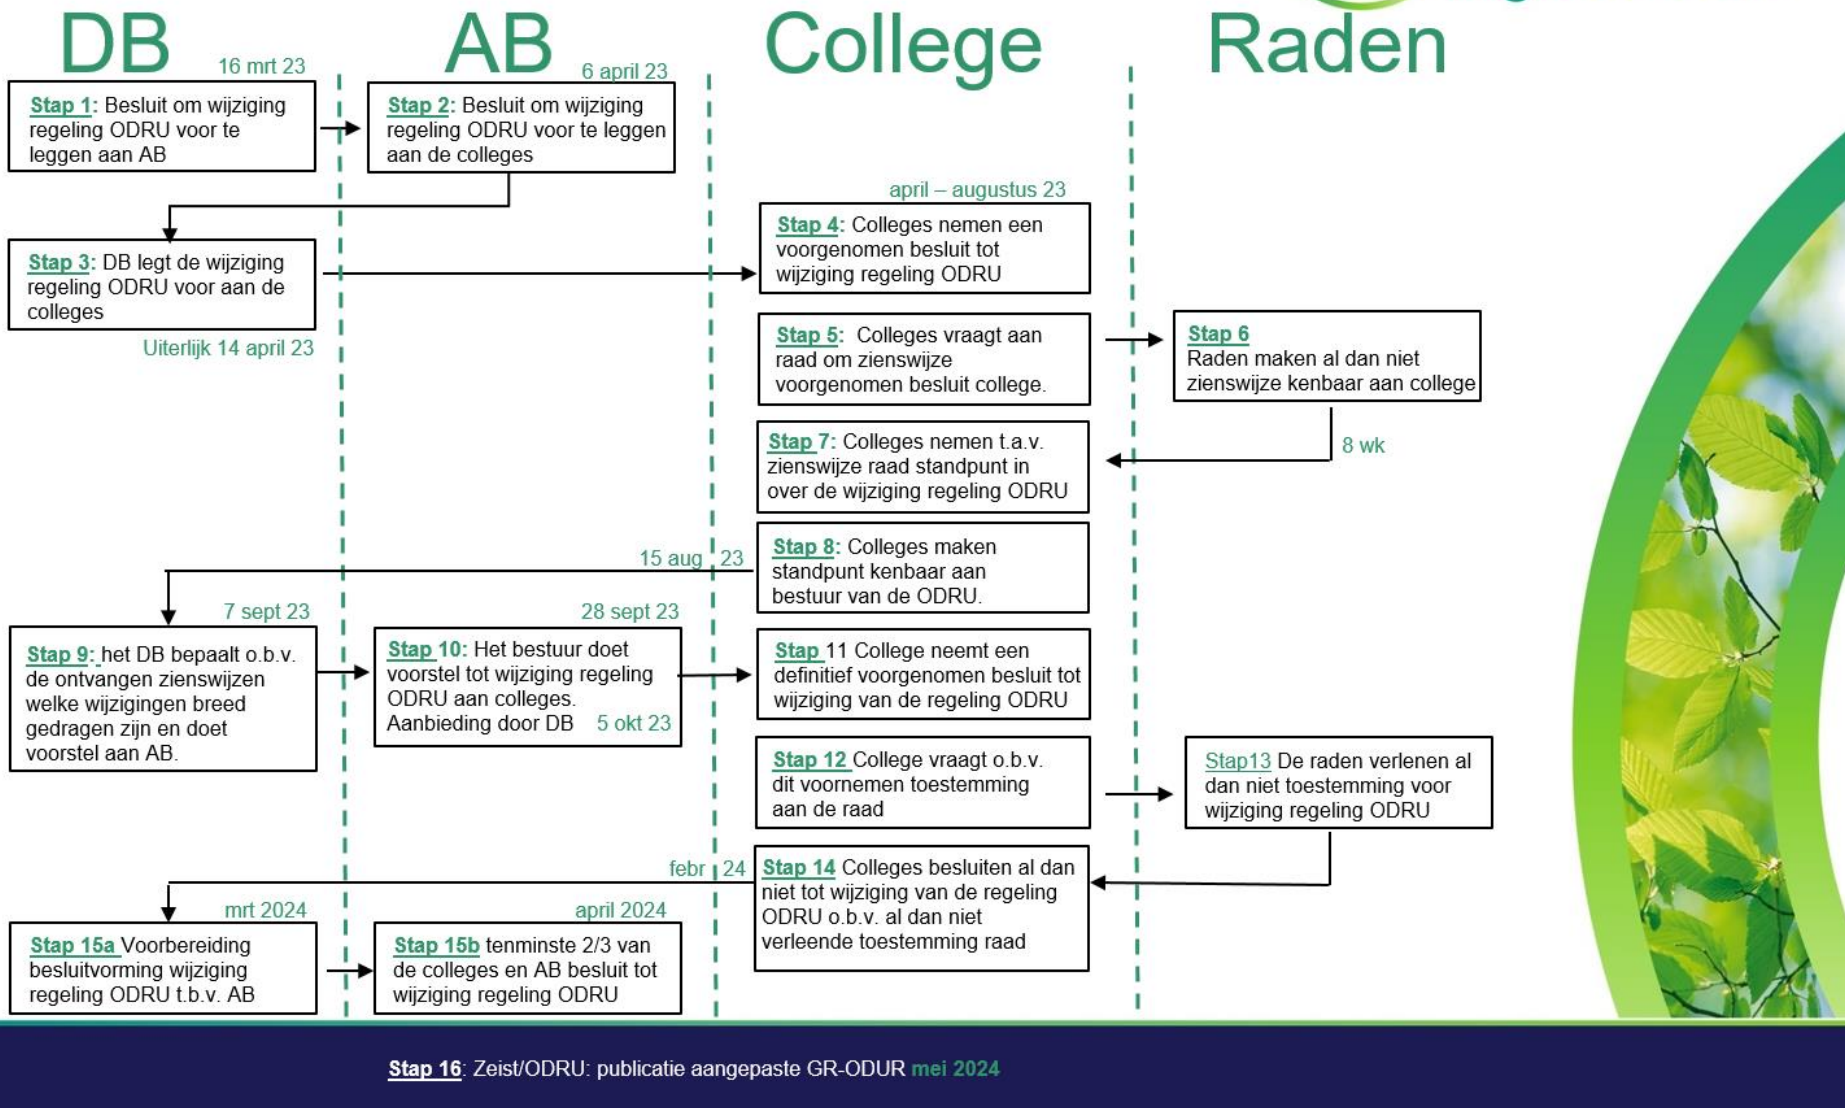 DB
AB
College
Raden
16 mrt 23
Stap 1: Besluit om wijziging
regeling ODRU voor te
leggen aan AB
6 april 23
Stap 2: Besluit om wijziging
regeling ODRU voor te leggen
aan de colleges
Stap 3: DB legt de wijziging
regeling ODRU voor aan de
colleges
Uiterlijk 14 april 23
april – augustus 23
Stap 4: Colleges nemen een
voorgenomen besluit tot
wijziging regeling ODRU
Stap 5: Colleges vraagt aan
raad om zienswijze
voorgenomen besluit college.
Stap 6
Raden maken al dan niet
zienswijze kenbaar aan college
8 wk
Stap 7: Colleges nemen t.a.v.
zienswijze raad standpunt in
over de wijziging regeling ODRU
15 aug 23
Stap 8: Colleges maken
standpunt kenbaar aan
bestuur van de ODRU.
7 sept 23
Stap 9: het DB bepaalt o.b.v.
de ontvangen zienswijzen
welke wijzigingen breed
gedragen zijn en doet
voorstel aan AB.
28 sept 23
Stap 10: Het bestuur doet
voorstel tot wijziging regeling
ODRU aan colleges.
Aanbieding door DB 5 okt 23
Stap 11 College neemt een
definitief voorgenomen besluit tot
wijziging van de regeling ODRU
Stap 12 College vraagt o.b.v.
dit voornemen toestemming
aan de raad
Stap13 De raden verlenen al
dan niet toestemming voor
wijziging regeling ODRU
febr 24
Stap 14 Colleges besluiten al dan
niet tot wijziging van de regeling
ODRU o.b.v. al dan niet
verleende toestemming raad
mrt 2024
Stap 15a Voorbereiding
besluitvorming wijziging
regeling ODRU t.b.v. AB
april 2024
Stap 15b tenminste 2/3 van
de colleges en AB besluit tot
wijziging regeling ODRU
Stap 16: Zeist/ODRU: publicatie aangepaste GR-ODUR mei 2024